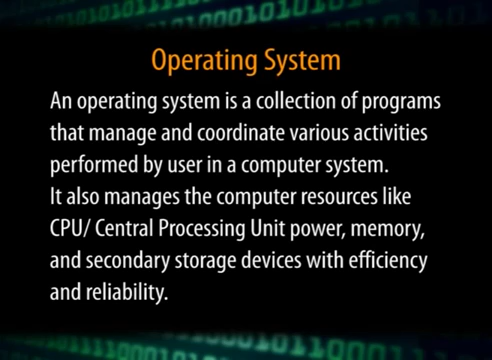 Operating System
An operating system is a collection of programs
that manage and coordinate various activities
performed by user in a computer system.
It also manages the computer resources like
CPU/ Central Processing Unit power, memory,
and secondary storage devices with efficiency
and reliability.